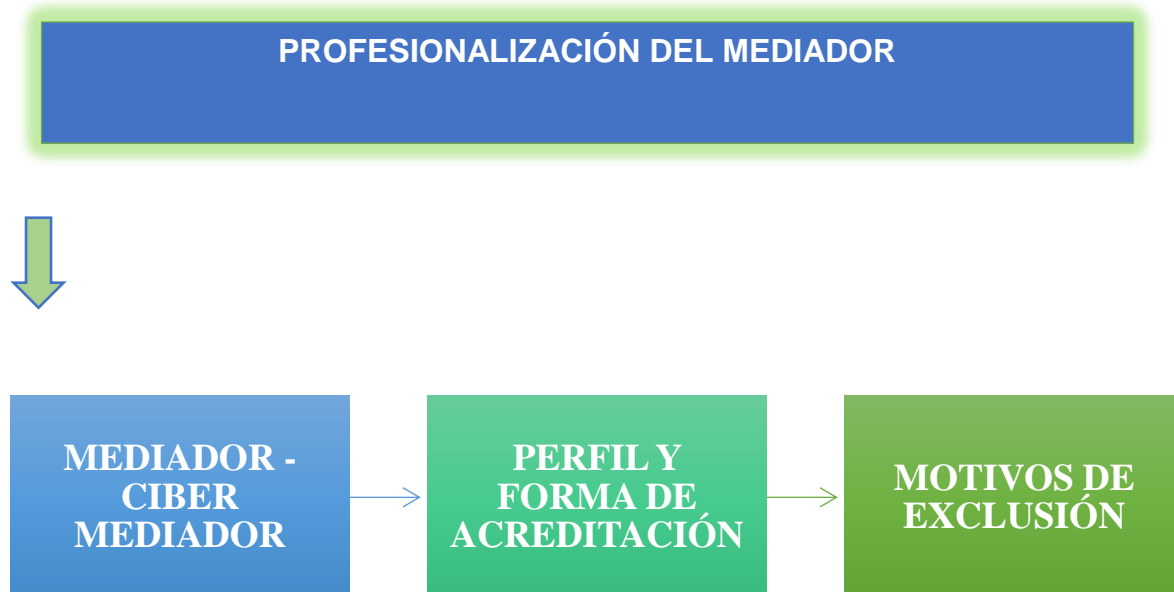 PROFESIONALIZACIÓN DEL MEDIADOR
MEDIADOR -
CIBER
MEDIADOR
PERFIL Y
FORMA DE
ACREDITACIÓN
MOTIVOS DE
EXCLUSIÓN